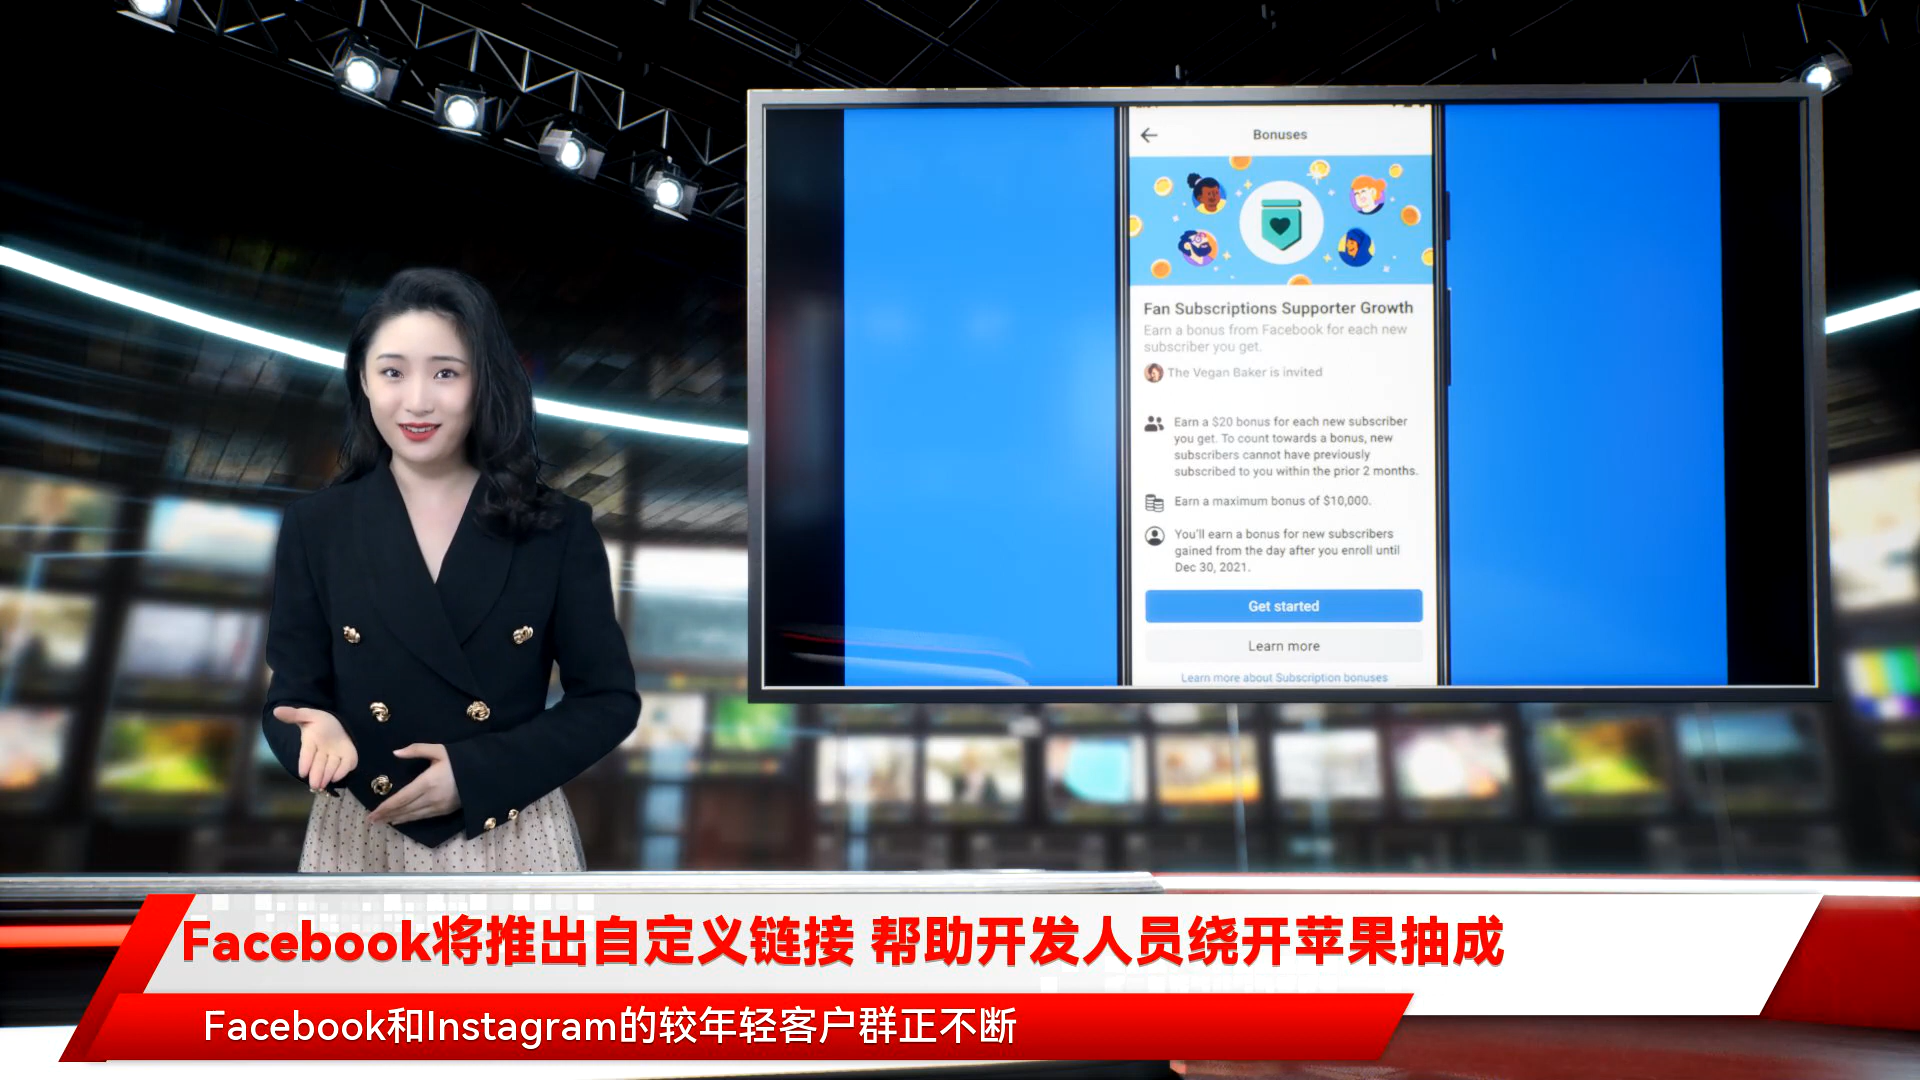 Bonuses
Fan Subscriptions Supporter Growth
Earn a bonus from Facebook for each new
subscriber you get.
The Vegan Baker is invited
Earn a $20 bonus for each new subscriber
you get. To count towards a bonus, new
subscribers cannot have previously
subscribed to you within the prior 2 months.
Earn a maximum bonus of $10,000.
You'll earn a bonus for new subscribers
gained from the day after you enroll until
Dec 30, 2021.
Get started
Learn more
Learn more about Subscription bonuses
Facebook将推出自定义链接 帮助开发人员绕开苹果抽成
Facebook和Instagram的较年轻客户群正不断